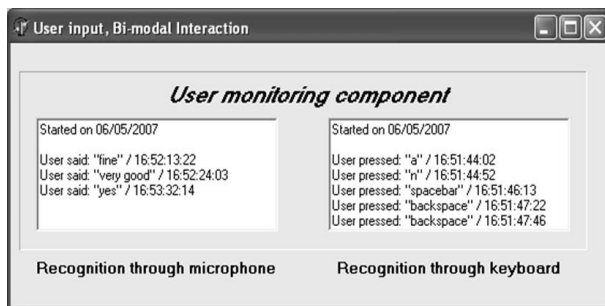 User input, Bi-modal Interaction
User monitoring component
Started on 06/05/2007
User said: "fine" / 16:52:13:22
User said: "very good" / 16:52:24:03
User said: "yes" / 16:53:32:14
Started on 06/05/2007
User pressed: "a" / 16:51:44:02
User pressed: "n" / 16:51:44:52
User pressed: "spacebar" / 16:51:46:13
User pressed: "backspace" / 16:51:47:22
User pressed: "backspace" / 16:51:47:46
Recognition through microphone
Recognition through keyboard